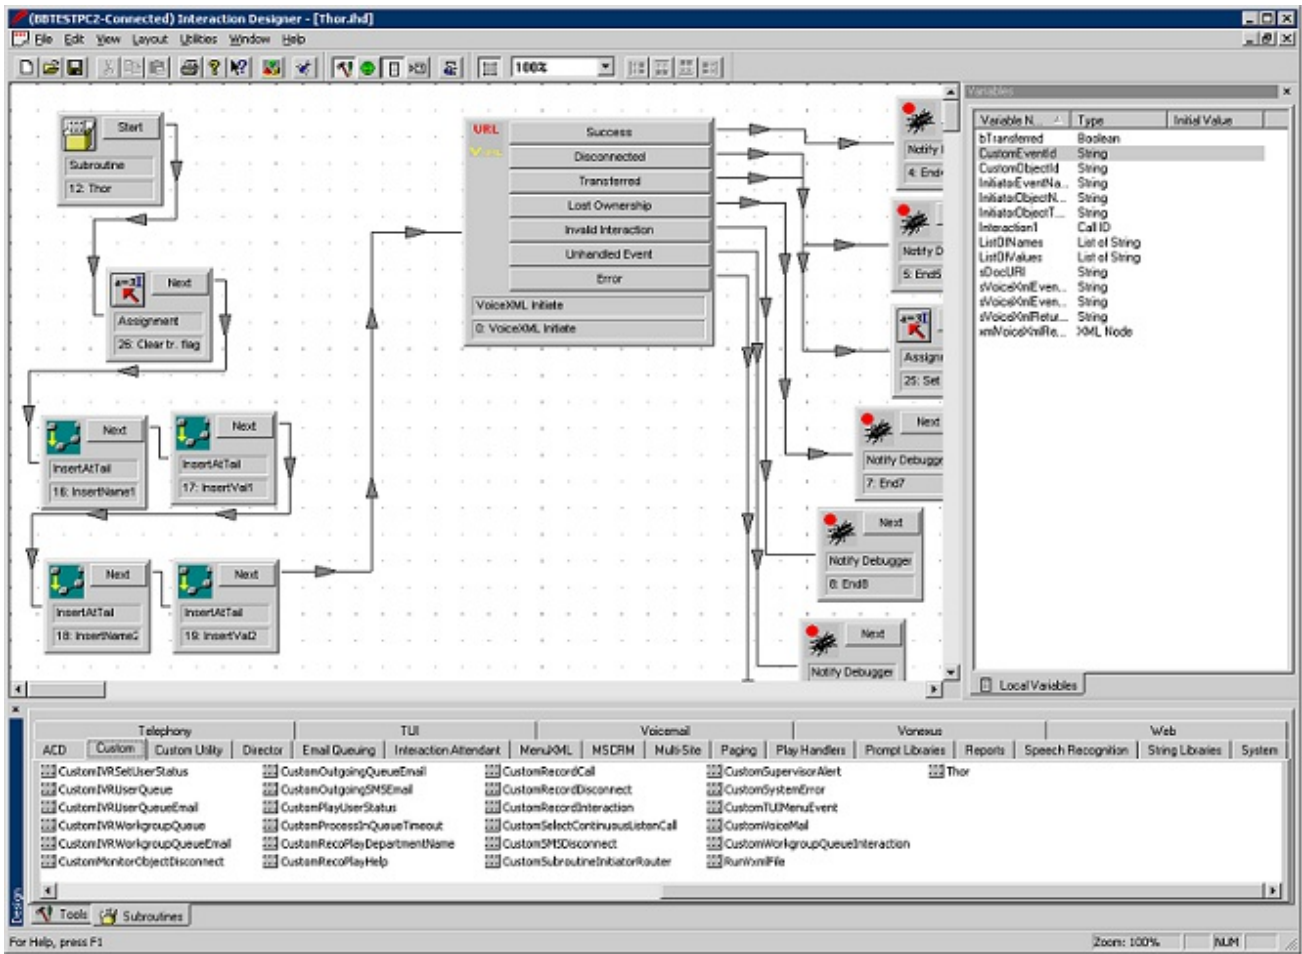 (BBTESTPC2-Connected) Interaction Designer - [Thor.ihd]
File Edit View Layout Utilities Window Help
100%
Start
Subroutine
12: Thor
Next
Assignment
26: Clear tr. flag
Next
InsertAtTail
16: InsertName1
Next
InsertAtTail
17: InsertVal1
Next
InsertAtTail
18: InsertName2
Next
InsertAtTail
19: InsertVal2
URL
Success
Disconnected
Transferred
Lost Ownership
Invalid Interaction
Unhandled Event
Error
VoiceXML Initiate
0: VoiceXML Initiate
Notify
4: End4
Notify D
5: End5
Assign
25: Set
Next
Notify Debugger
7: End7
Next
Notify Debugger
8: End8
Next
Notify Debugger
Variables
Variable N... Type Initial Value
bTransferred Boolean
CustomEventId String
CustomObjectId String
InitiatorEventNa... String
InitiatorObjectN... String
InitiatorObjectT... String
Interaction1 Call ID
ListOfNames List of String
ListOfValues List of String
sDocURI String
sVoiceXmlEven... String
sVoiceXmlEven... String
sVoiceXmlRetur... String
xmlVoiceXmlRe... XML Node
Local Variables
Telephony TUI Voicemail Vonexus Web
ACD Custom Custom Utility Director Email Queuing Interaction Attendant MenuXML MSCRM Multi-Site Paging Play Handlers Prompt Libraries Reports Speech Recognition String Libraries System
CustomIVRSetUserStatus CustomOutgoingQueueEmail CustomRecordCall CustomSupervisorAlert Thor
CustomIVRUserQueue CustomOutgoingSMSEmail CustomRecordDisconnect CustomSystemError
CustomIVRUserQueueEmail CustomPlayUserStatus CustomRecordInteraction CustomTUIMenuEvent
CustomIVRWorkgroupQueue CustomProcessInQueueTimeout CustomSelectContinuousListenCall CustomVoiceMail
CustomIVRWorkgroupQueueEmail CustomRecoPlayDepartmentName CustomSMSDisconnect CustomWorkgroupQueueInteraction
CustomMonitorObjectDisconnect CustomRecoPlayHelp CustomSubroutineInitiatorRouter RunVxmlFile
Design
Tools Subroutines
For Help, press F1
Zoom: 100% NUM